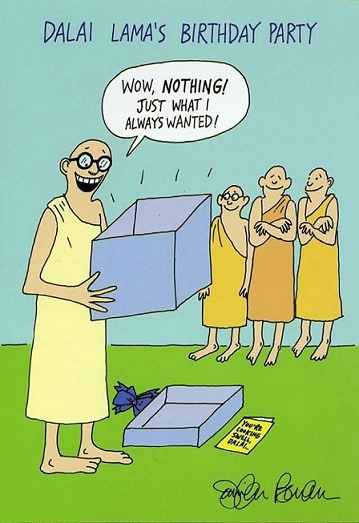 DALAI LAMA'S BIRTHDAY PARTY
WOW, NOTHING!
JUST WHAT I
ALWAYS WANTED!
YOU'RE
LOOKING
SWELL,
DALAI.